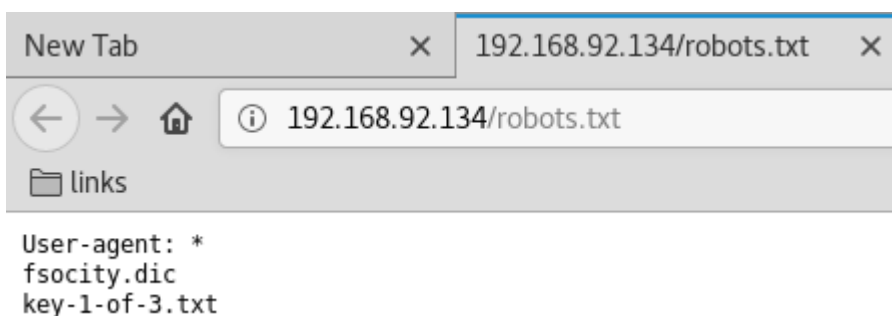 New Tab
192.168.92.134/robots.txt
192.168.92.134/robots.txt
links
User-agent: *
fsocity.dic
key-1-of-3.txt